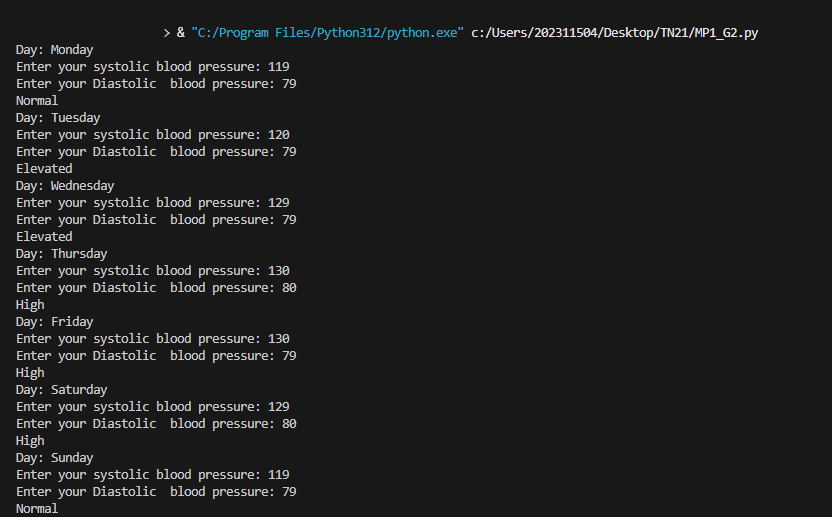 > & "C:/Program Files/Python312/python.exe" c:/Users/202311504/Desktop/TN21/MP1_G2.py
Day: Monday
Enter your systolic blood pressure: 119
Enter your Diastolic  blood pressure: 79
Normal
Day: Tuesday
Enter your systolic blood pressure: 120
Enter your Diastolic  blood pressure: 79
Elevated
Day: Wednesday
Enter your systolic blood pressure: 129
Enter your Diastolic  blood pressure: 79
Elevated
Day: Thursday
Enter your systolic blood pressure: 130
Enter your Diastolic  blood pressure: 80
High
Day: Friday
Enter your systolic blood pressure: 130
Enter your Diastolic  blood pressure: 79
High
Day: Saturday
Enter your systolic blood pressure: 129
Enter your Diastolic  blood pressure: 80
High
Day: Sunday
Enter your systolic blood pressure: 119
Enter your Diastolic  blood pressure: 79
Normal